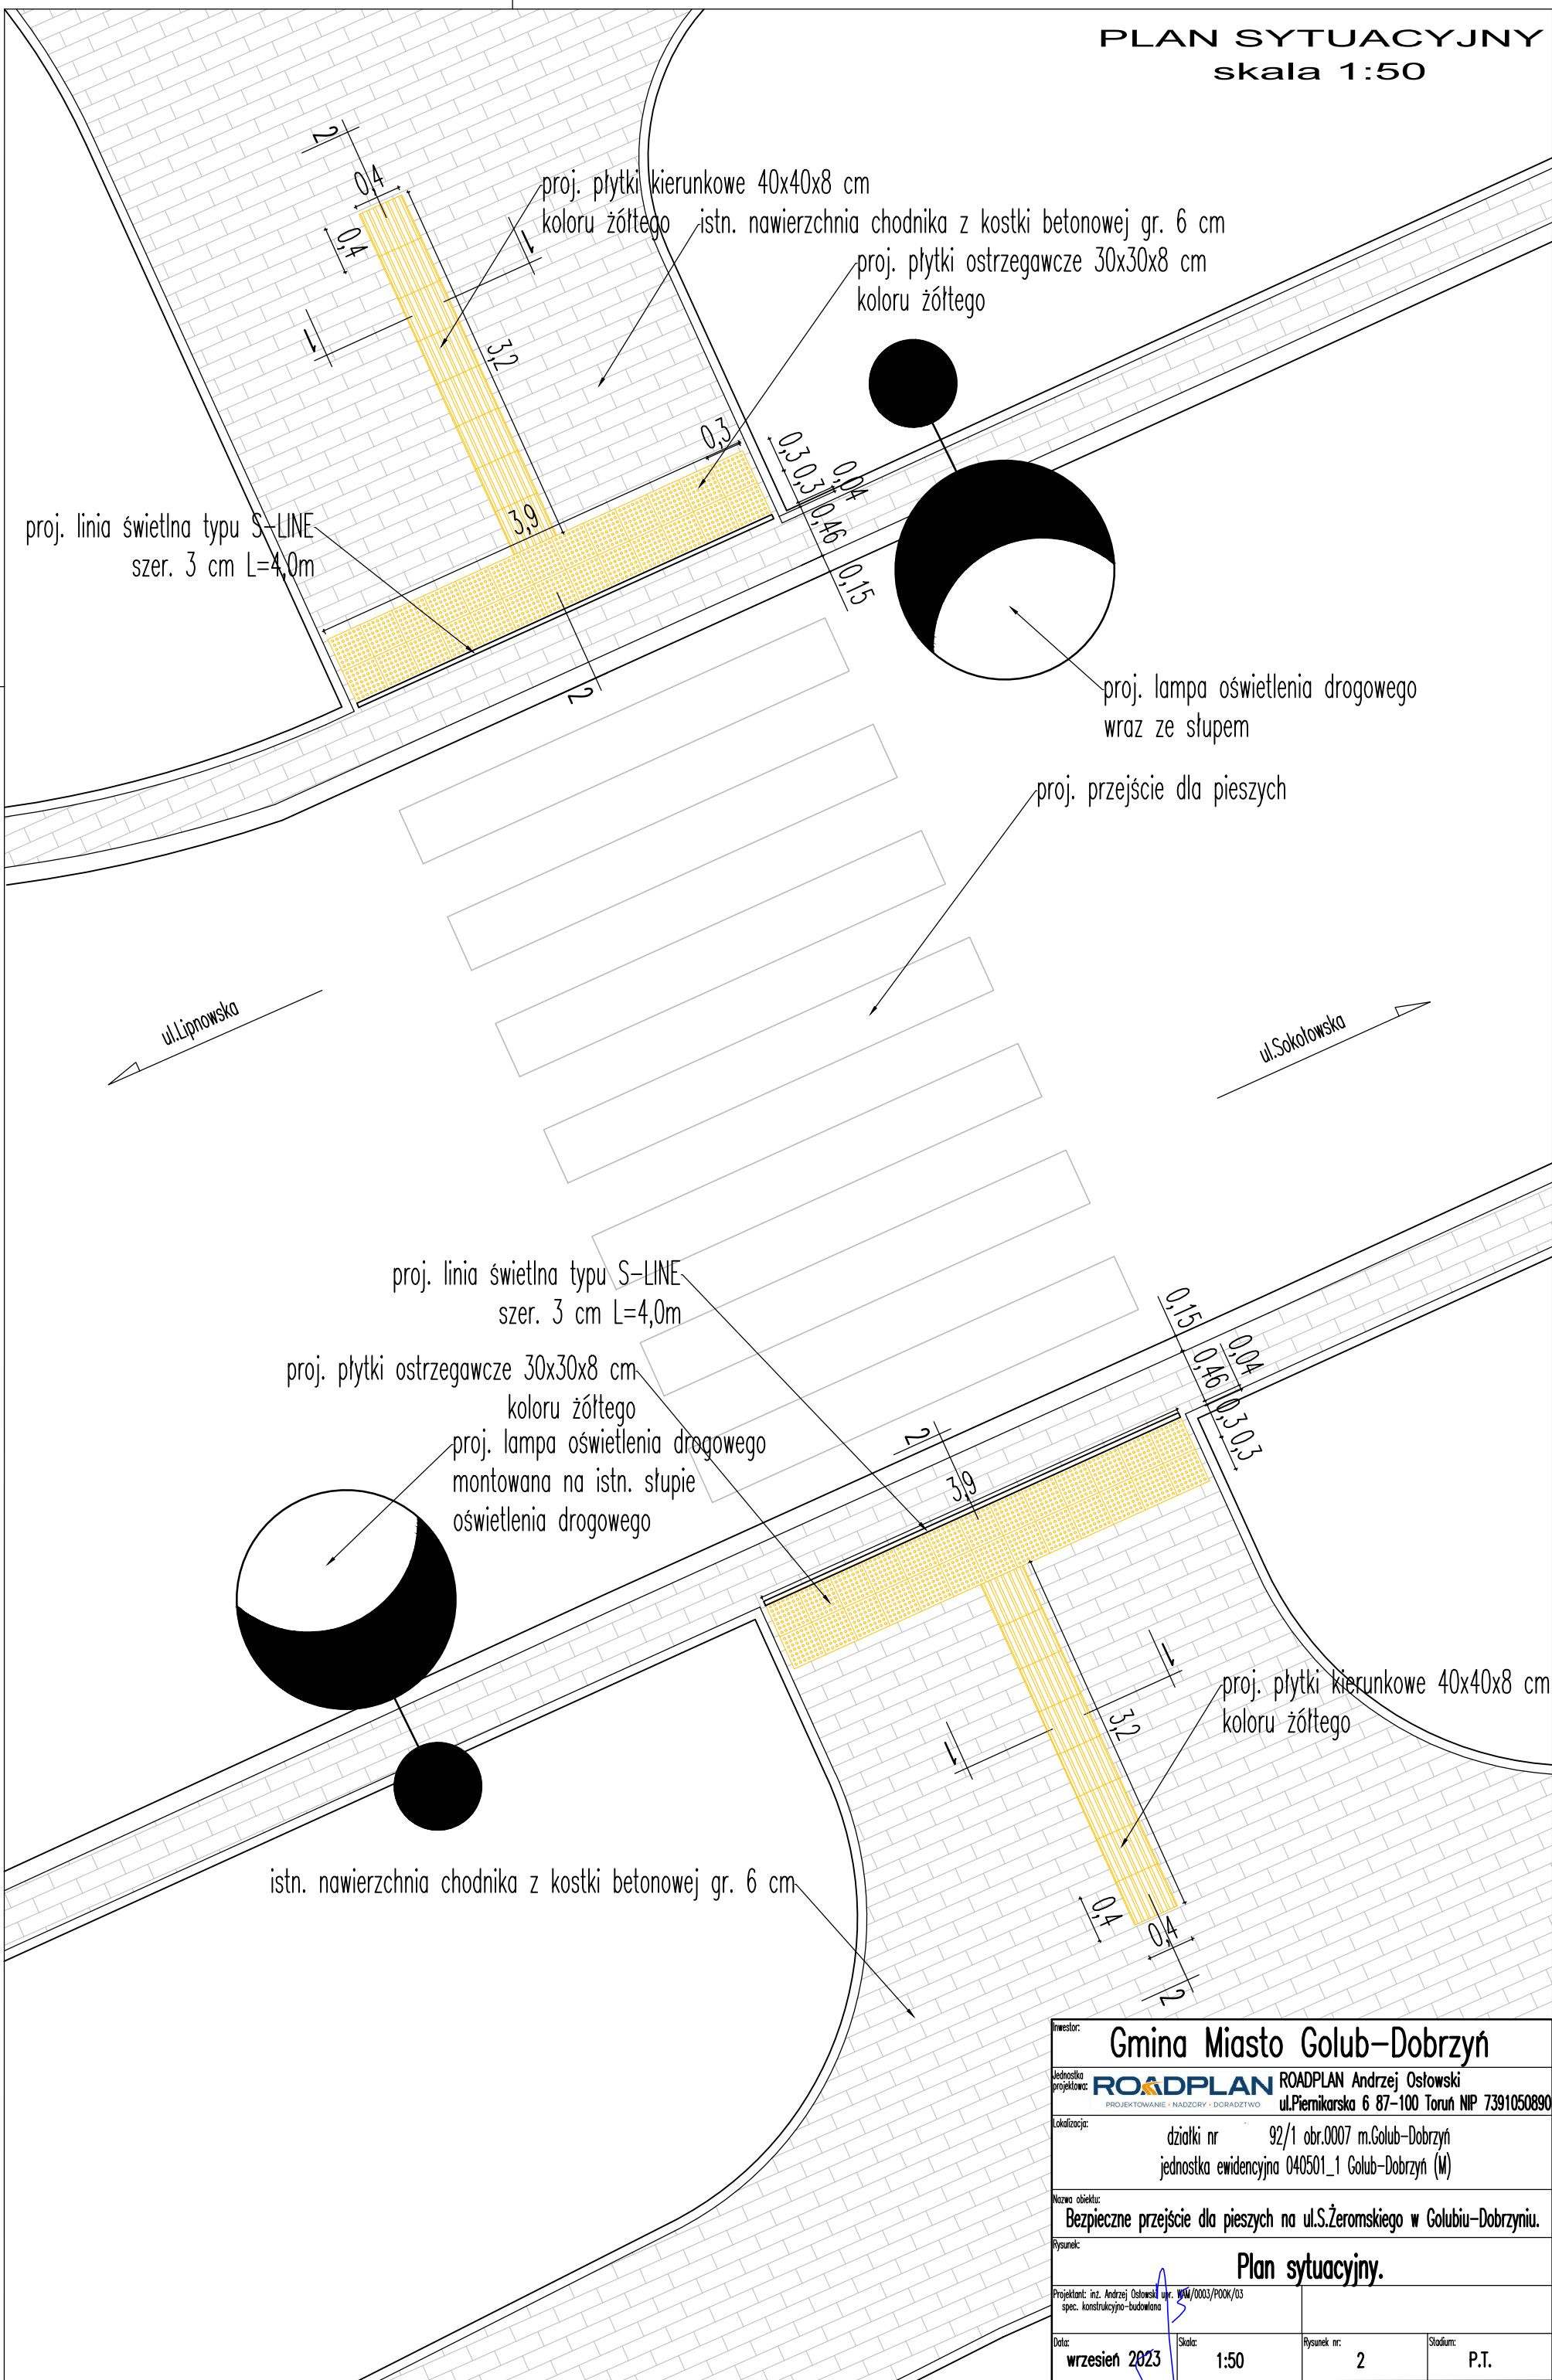 PLAN SYTUACYJNY
skala 1:50
2
0,4
0,4
proj. płytki kierunkowe 40x40x8 cm
koloru żółtego
istn. nawierzchnia chodnika z kostki betonowej gr. 6 cm
proj. płytki ostrzegawcze 30x30x8 cm
koloru żółtego
1
1
3,2
0,3
0,3
0,3
0,04
0,46
0,15
3,9
proj. linia świetlna typu S-LINE
szer. 3 cm L=4,0m
2
proj. lampa oświetlenia drogowego
wraz ze słupem
proj. przejście dla pieszych
ul.Lipnowska
ul.Sokołowska
proj. linia świetlna typu S-LINE
szer. 3 cm L=4,0m
proj. płytki ostrzegawcze 30x30x8 cm
koloru żółtego
proj. lampa oświetlenia drogowego
montowana na istn. słupie
oświetlenia drogowego
0,15
0,46
0,04
0,3
0,3
2
3,9
1
1
3,2
proj. płytki kierunkowe 40x40x8 cm
koloru żółtego
istn. nawierzchnia chodnika z kostki betonowej gr. 6 cm
0,4
0,4
2
Inwestor:
Gmina Miasto Golub-Dobrzyń
Jednostka
projektowa:
ROADPLAN
PROJEKTOWANIE - NADZORY - DORADZTWO
ROADPLAN Andrzej Osłowski
ul.Piernikarska 6 87-100 Toruń NIP 7391050890
Lokalizacja:
działki nr 92/1 obr.0007 m.Golub-Dobrzyń
jednostka ewidencyjna 040501_1 Golub-Dobrzyń (M)
Nazwa obiektu:
Bezpieczne przejście dla pieszych na ul.S.Żeromskiego w Golubiu-Dobrzyniu.
Rysunek:
Plan sytuacyjny.
Projektant: inż. Andrzej Osłowski upr. WAM/0003/POOK/03
spec. konstrukcyjno-budowlana
Data:
wrzesień 2023
Skala:
1:50
Rysunek nr:
2
Stadium:
P.T.